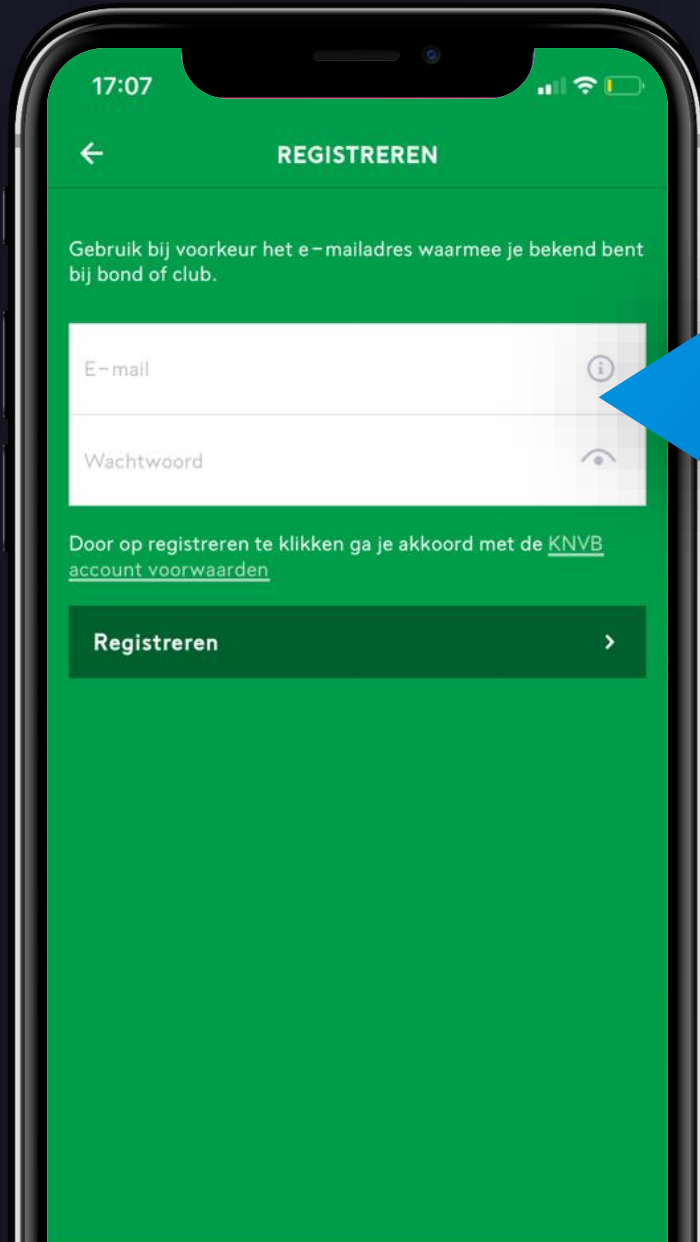 17:07
REGISTREREN
Gebruik bij voorkeur het e-mailadres waarmee je bekend bent
bij bond of club.
E-mail
Wachtwoord
Door op registreren te klikken ga je akkoord met de KNVB
account voorwaarden
Registreren